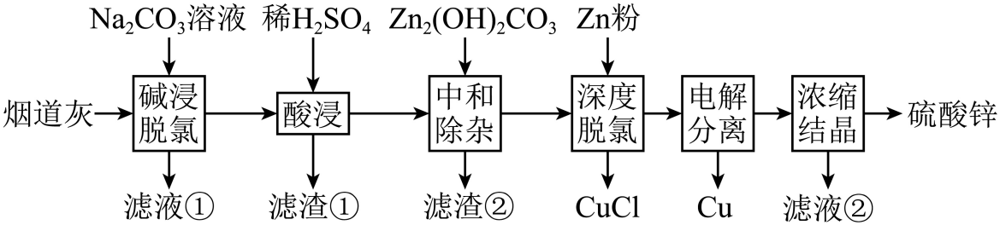 Na₂CO₃溶液 稀H₂SO₄ Zn₂(OH)₂CO₃ Zn粉
烟道灰
碱浸
脱氯
酸浸
中和
除杂
深度
脱氯
电解
分离
浓缩
结晶
硫酸锌
滤液① 滤渣① 滤渣② CuCl Cu 滤液②